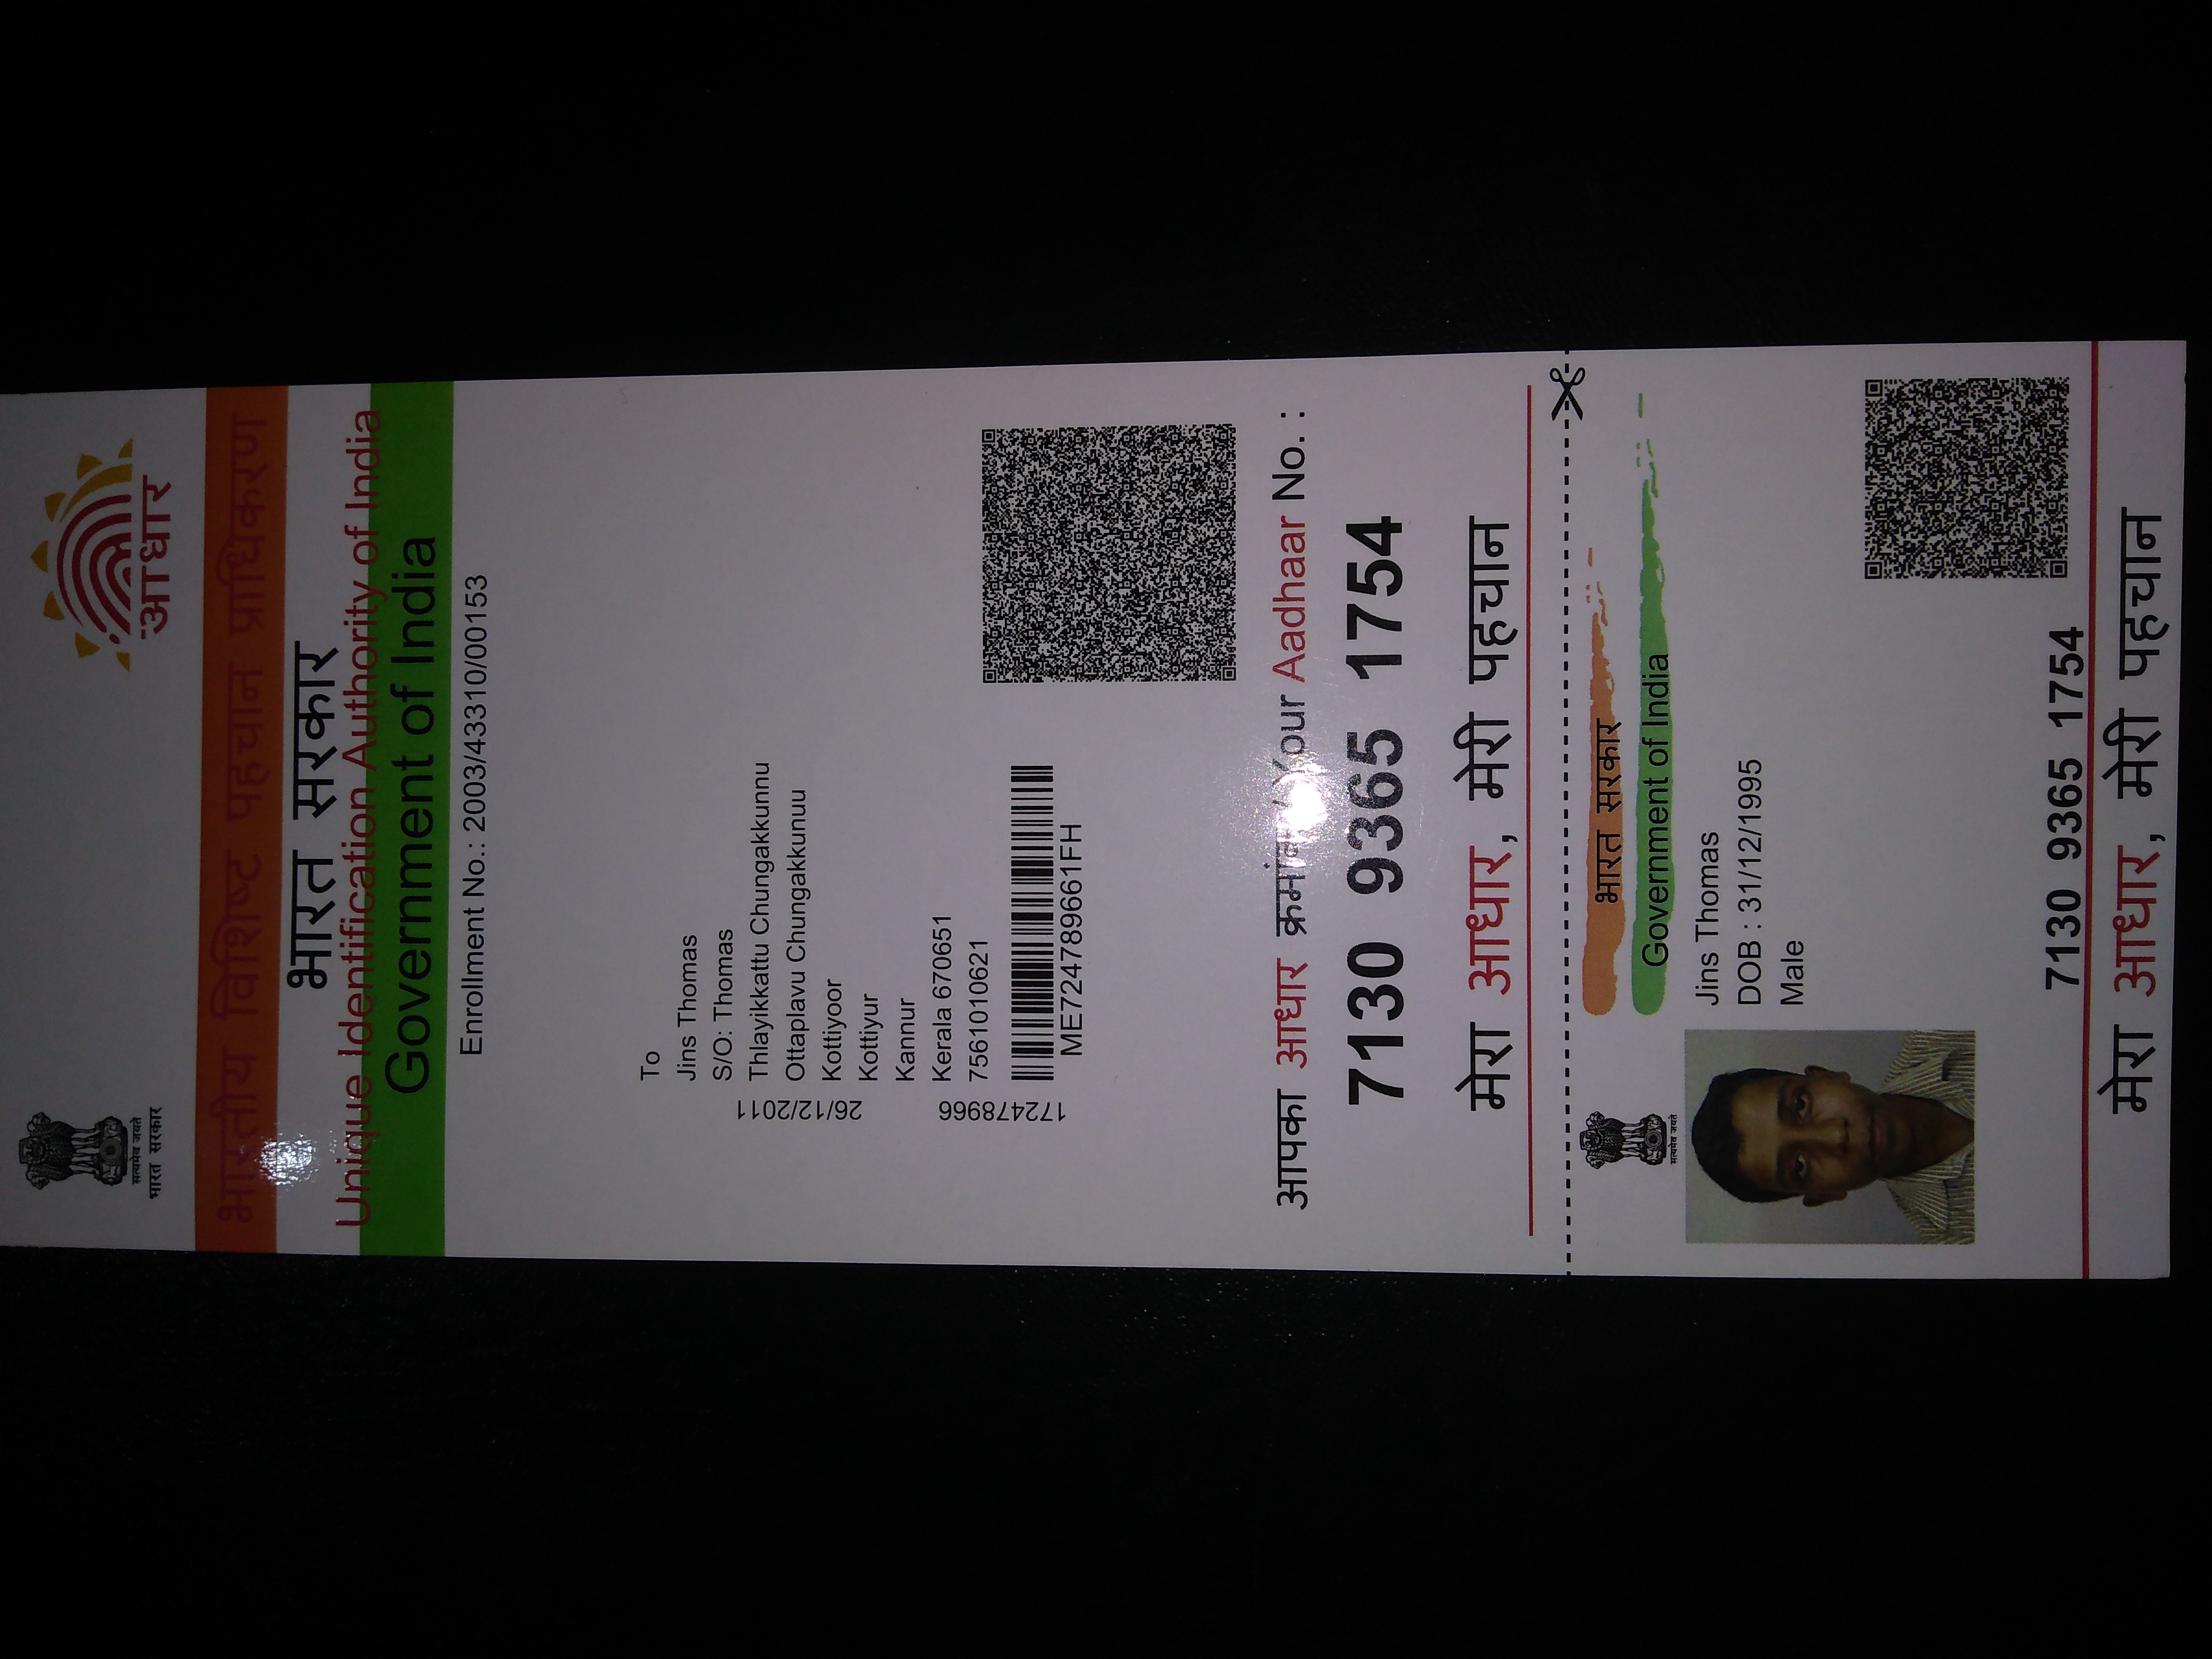 सत्यमेव जयते
भारत सरकार
आधार
भारतीय विशिष्ट पहचान प्राधिकरण
भारत सरकार
Unique Identification Authority of India
Government of India
Enrollment No.: 2003/43310/00153
To
Jins Thomas
S/O: Thomas
Thlayikkattu Chungakkunnu
Ottaplavu Chungakkunuu
Kottiyoor
Kottiyur
Kannur
Kerala 670651
7561010621
172478966 26/12/2011
ME724789661FH
आपका आधार क्रमांक / Your Aadhaar No. :
7130 9365 1754
मेरा आधार, मेरी पहचान
सत्यमेव जयते
भारत सरकार
Government of India
Jins Thomas
DOB : 31/12/1995
Male
7130 9365 1754
मेरा आधार, मेरी पहचान